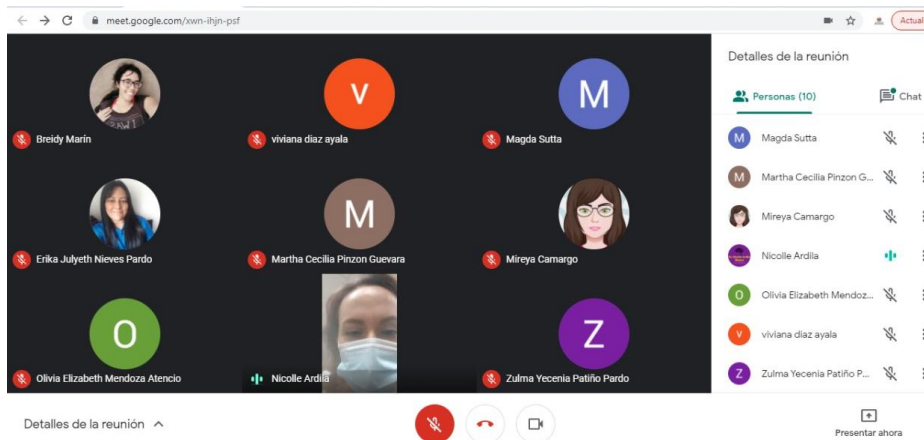 meet.google.com/xwn-ihjn-psf
Actual
Breidy Marín
V
viviana diaz ayala
M
Magda Sutta
Erika Julyeth Nieves Pardo
M
Martha Cecilia Pinzon Guevara
Mireya Camargo
O
Olivia Elizabeth Mendoza Atencio
Nicolle Ardila
Z
Zulma Yecenia Patiño Pardo
Detalles de la reunión
Personas (10)
Chat
M Magda Sutta
M Martha Cecilia Pinzon G...
Mireya Camargo
Nicolle Ardila
O Olivia Elizabeth Mendoz...
V viviana diaz ayala
Z Zulma Yecenia Patiño P...
Detalles de la reunión
Presentar ahora